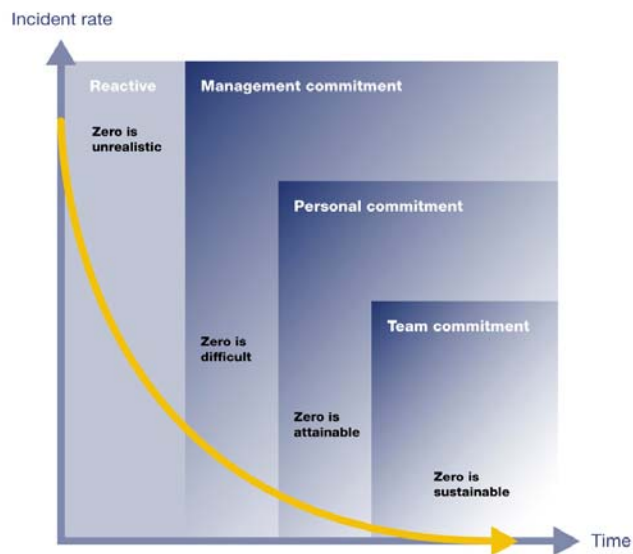 Incident rate
Reactive
Management commitment
Zero is
unrealistic
Personal commitment
Team commitment
Zero is
difficult
Zero is
attainable
Zero is
sustainable
Time